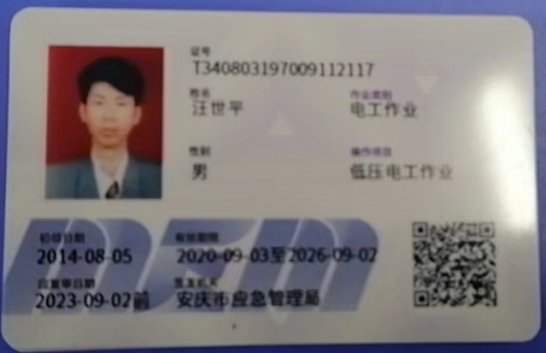 证号
T340803197009112117
姓名
汪世平
作业类别
电工作业
性别
男
操作项目
低压电工作业
初领日期
2014-08-05
有效期限
2020-09-03至2026-09-02
应复审日期
2023-09-02前
签发机关
安庆市应急管理局